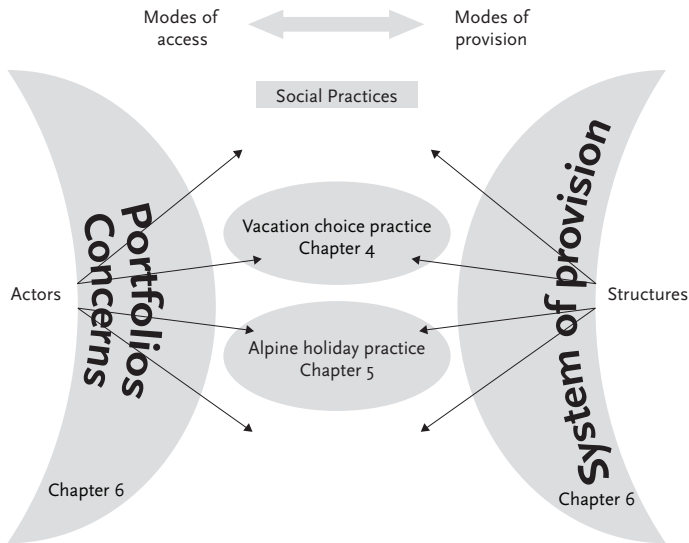 Modes of
access
Modes of
provision
Social Practices
Portfolios
Concerns
System of provision
Vacation choice practice
Chapter 4
Actors
Structures
Alpine holiday practice
Chapter 5
Chapter 6
Chapter 6